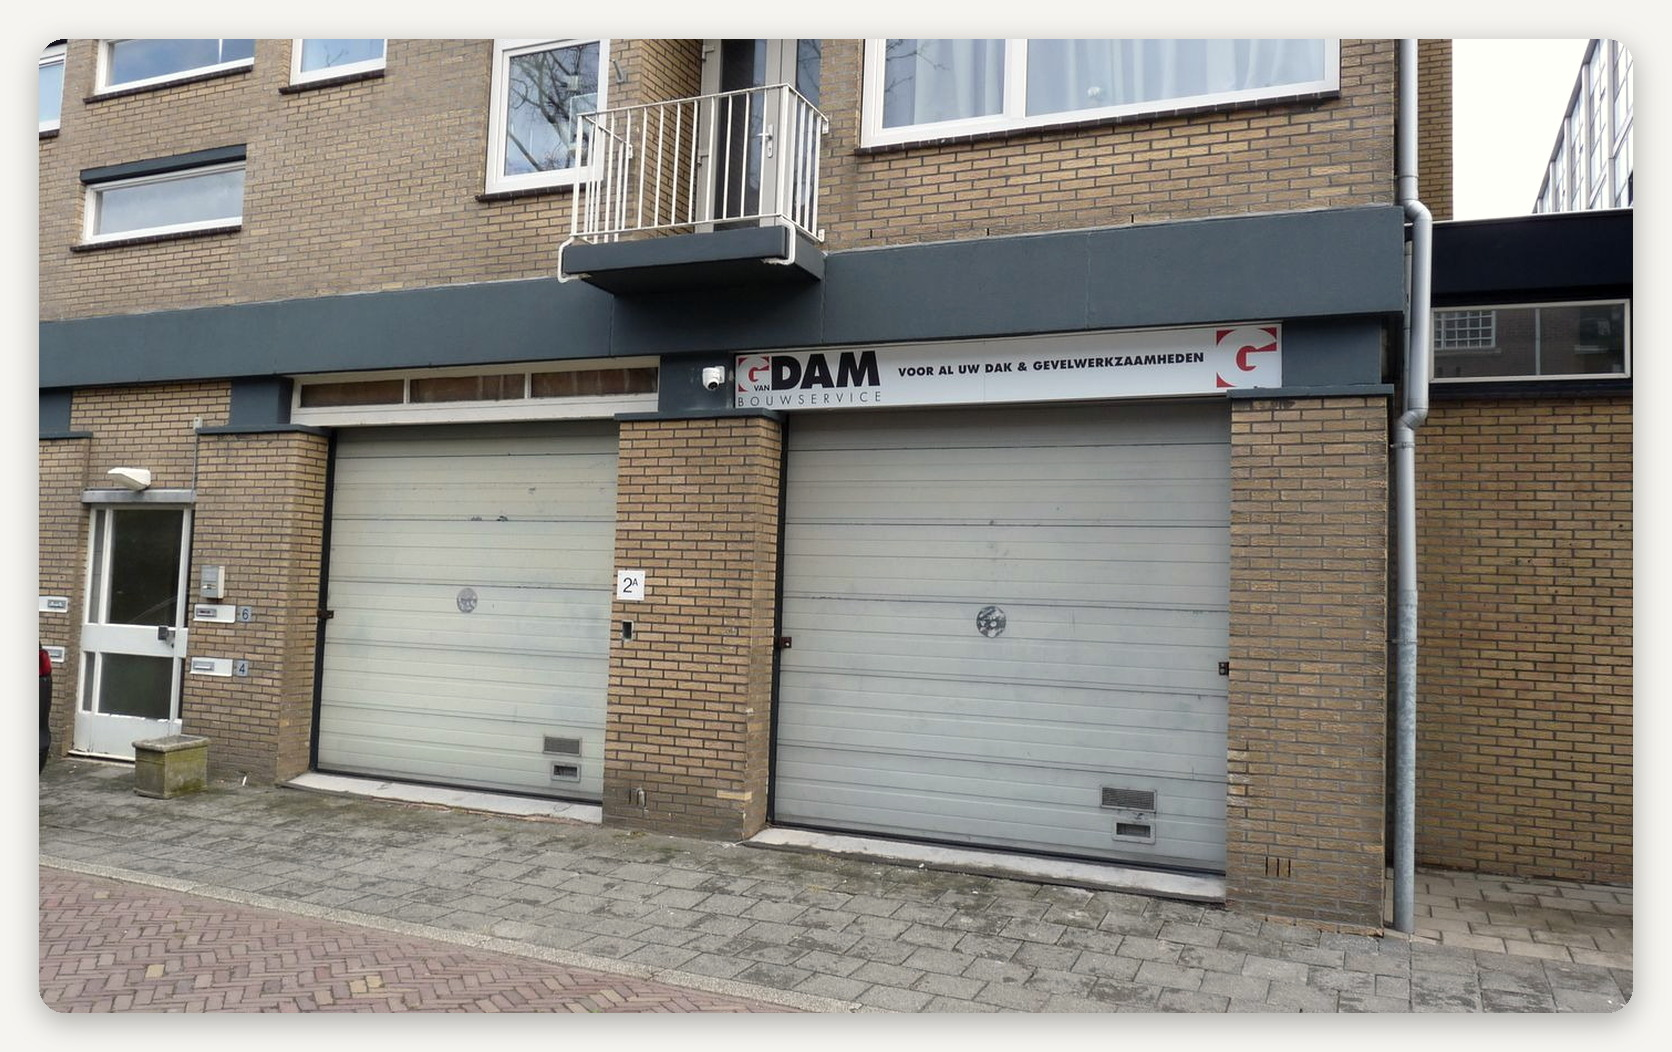 G
VAN DAM
BOUWSERVICE
VOOR AL UW DAK & GEVELWERKZAAMHEDEN
G
2A
6
4